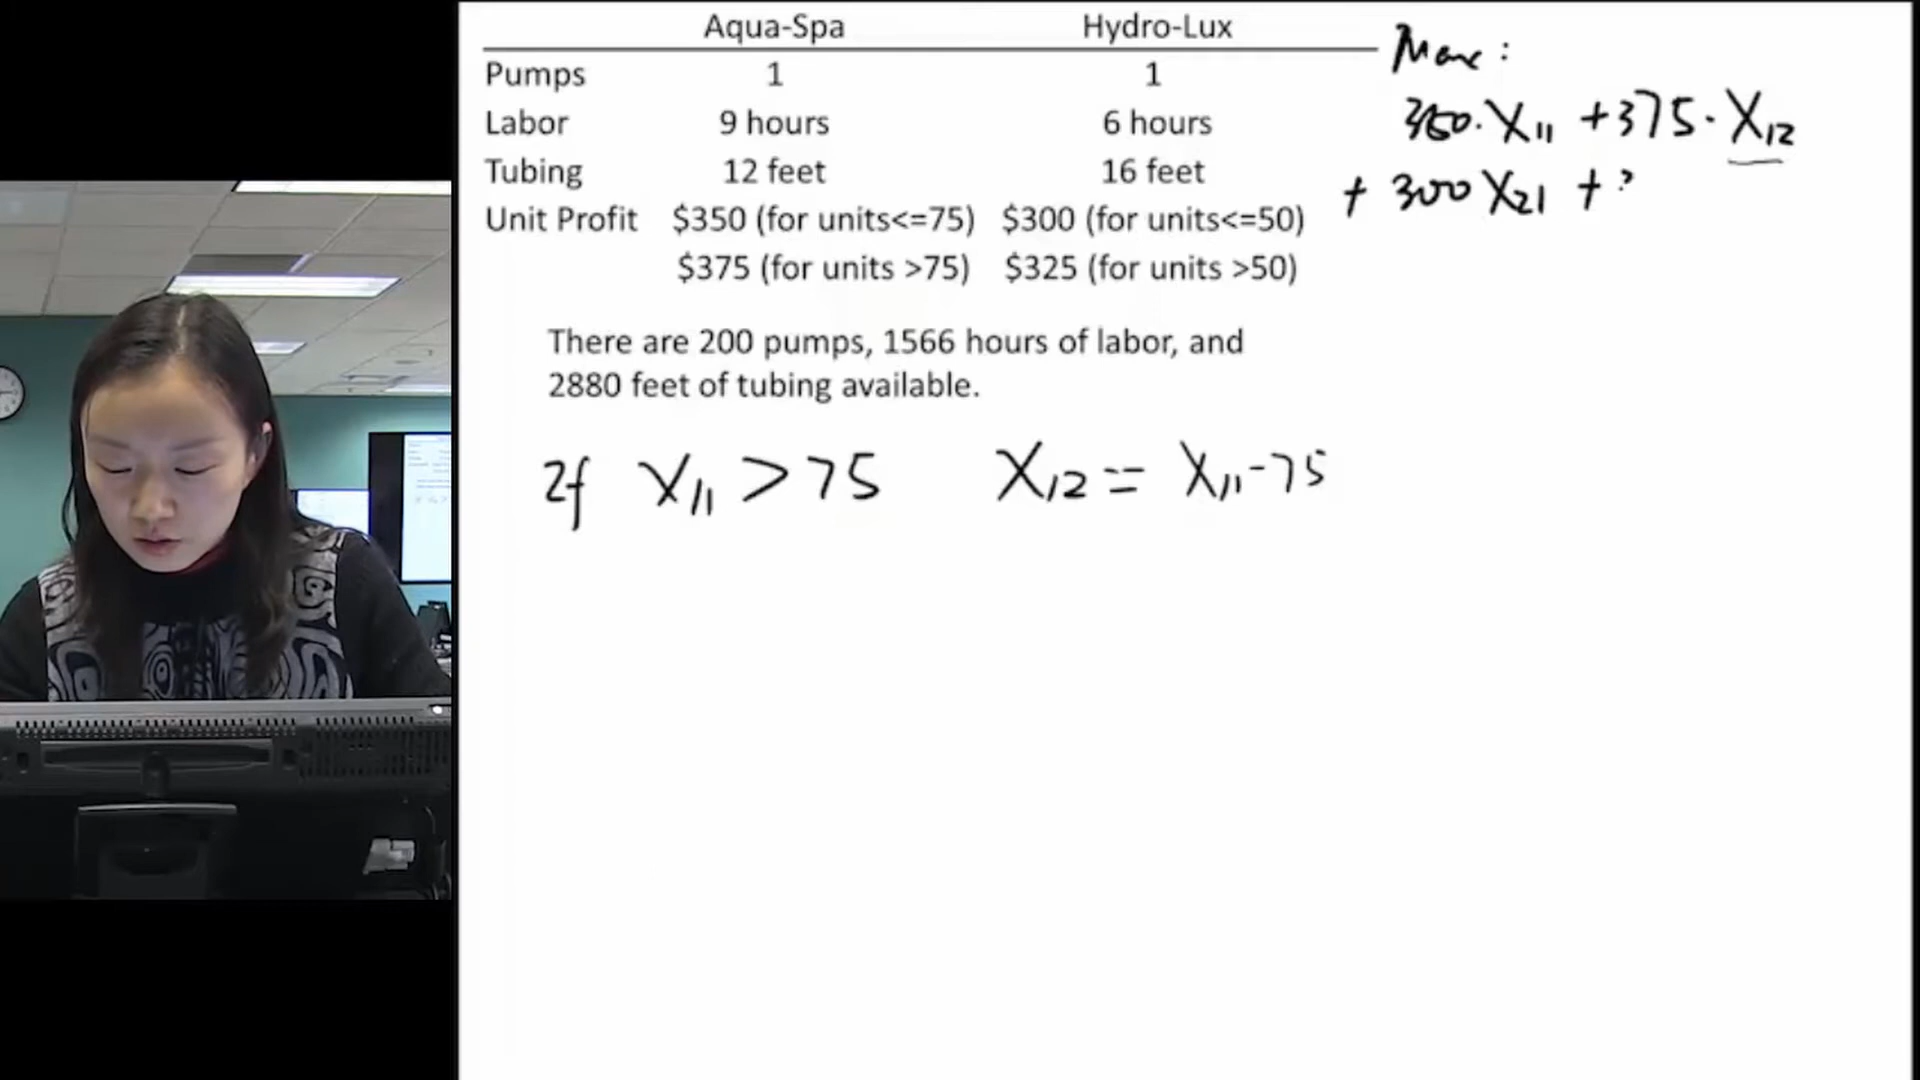 Aqua-Spa Hydro-Lux
Pumps 1 1
Labor 9 hours 6 hours
Tubing 12 feet 16 feet
Unit Profit $350 (for units<=75) $300 (for units<=50)
$375 (for units >75) $325 (for units >50)
There are 200 pumps, 1566 hours of labor, and
2880 feet of tubing available.
Max:
350·X11 +375·X12
+ 300X21 +3
If X11 >75 X12 = X11-75